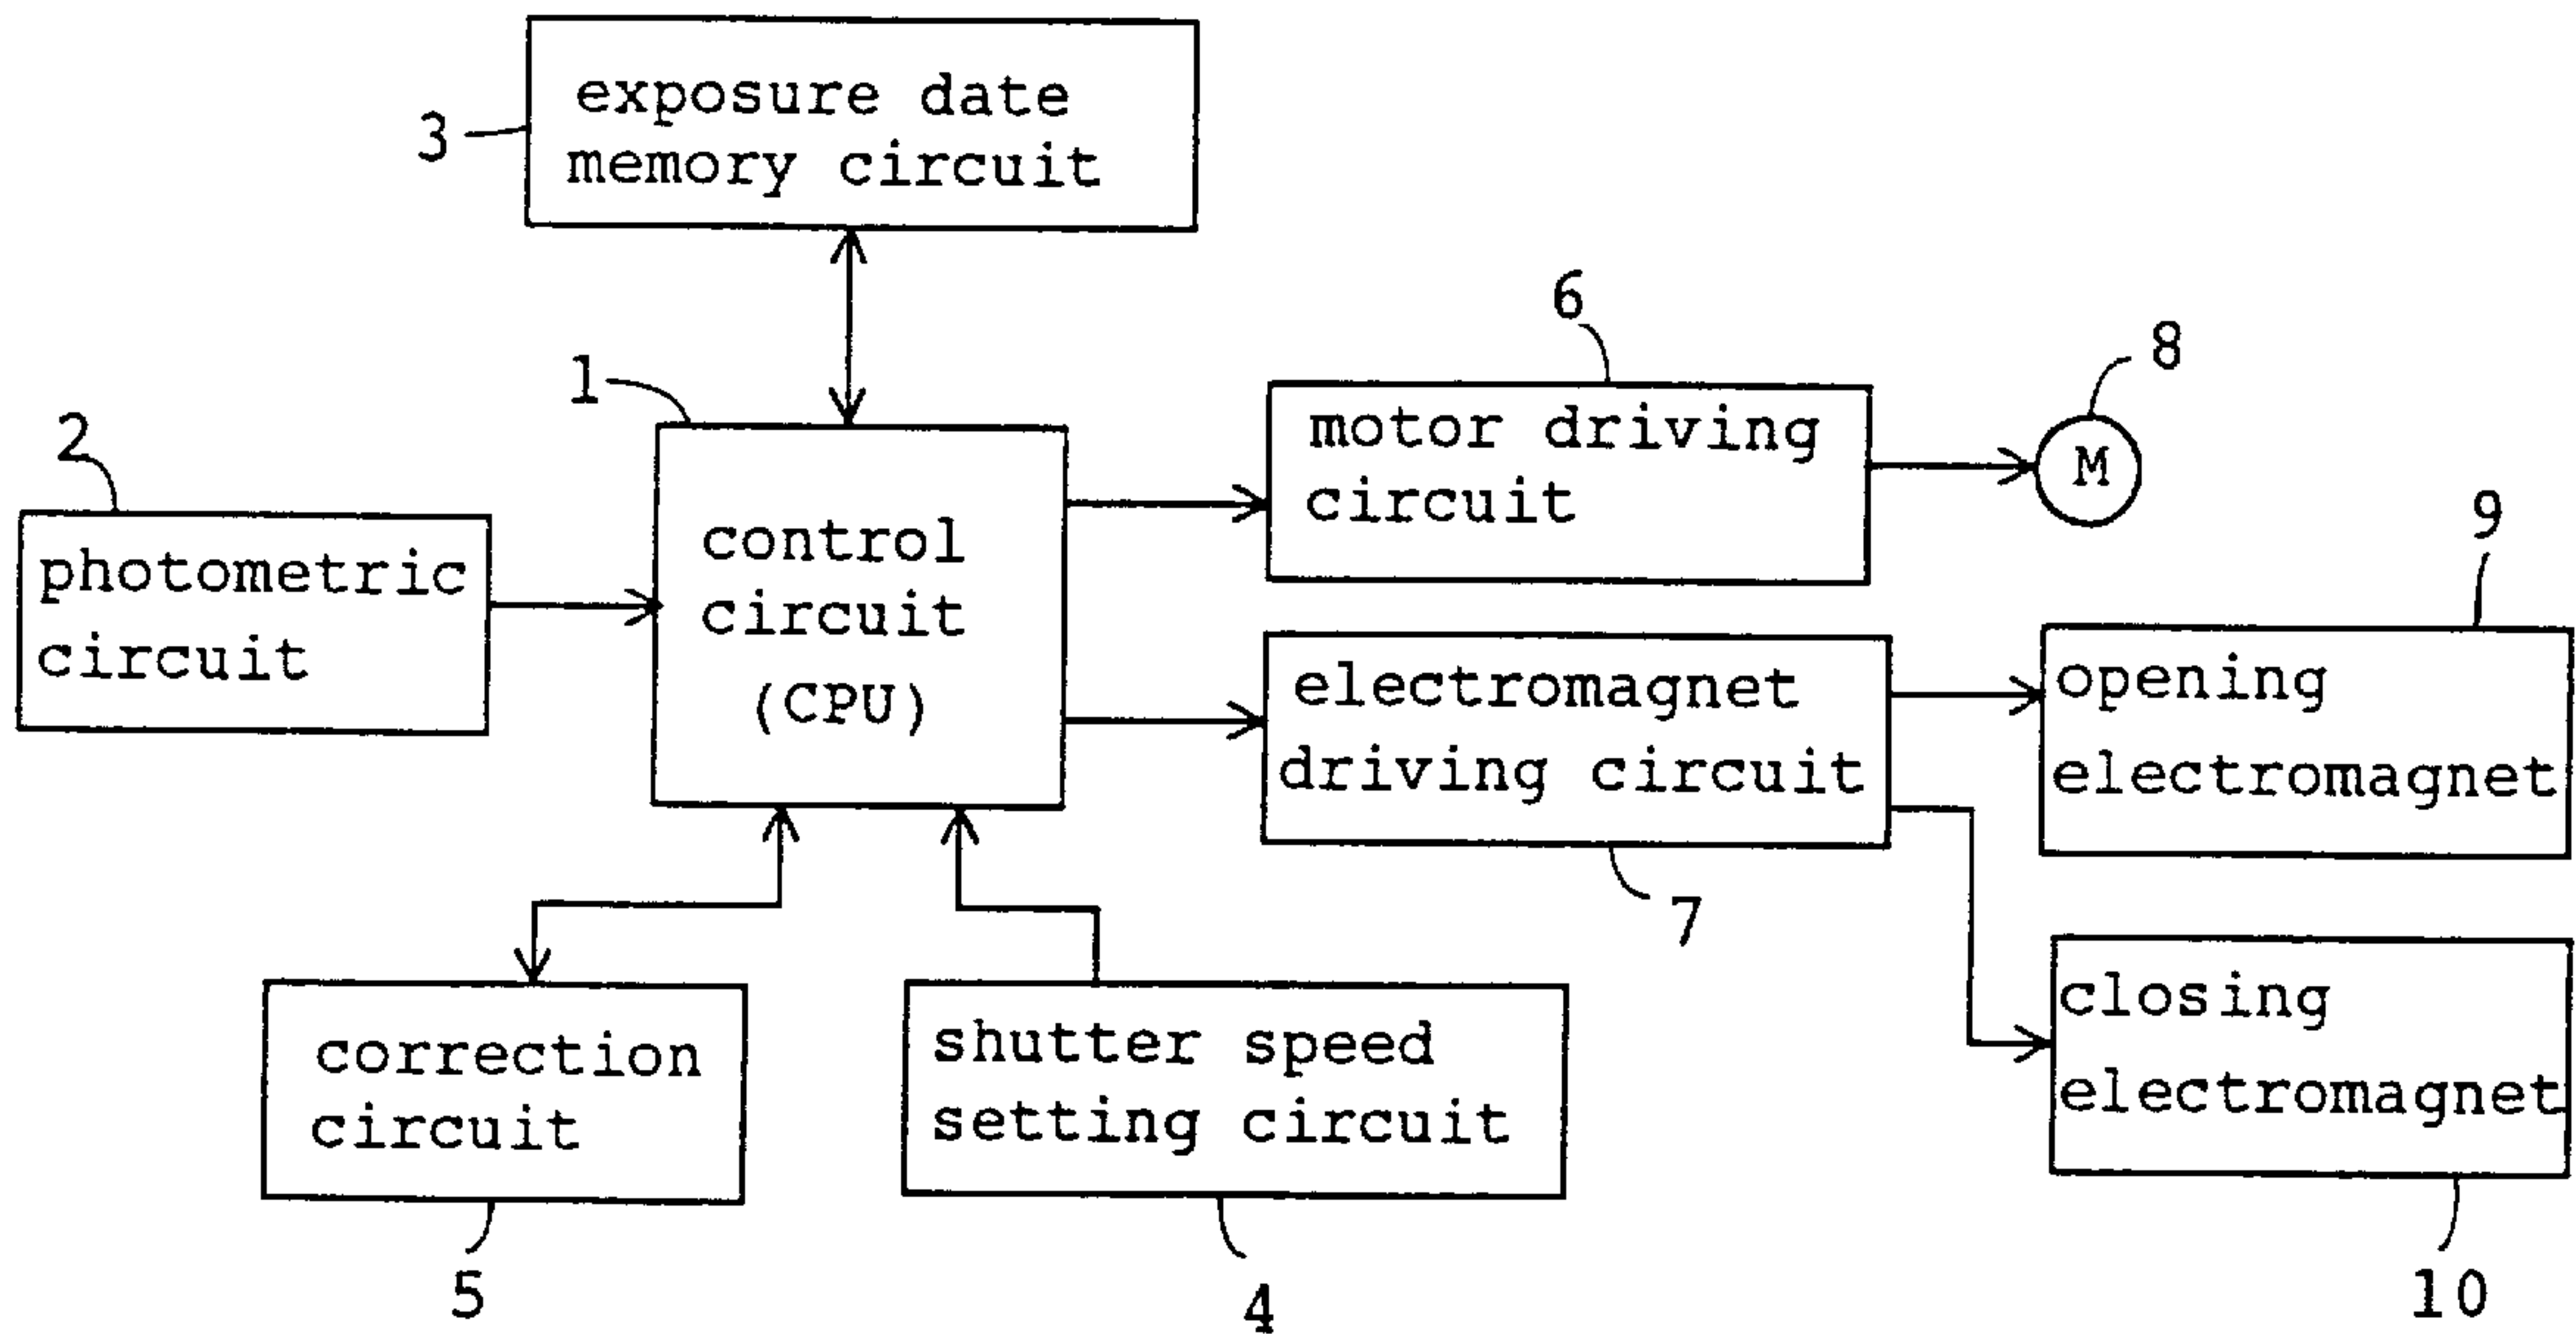 3
exposure date
memory circuit
6
8
1
2
motor driving
circuit
M
9
photometric
circuit
control
circuit
(CPU)
electromagnet
driving circuit
opening
electromagnet
7
closing
electromagnet
correction
circuit
shutter speed
setting circuit
5
4
10